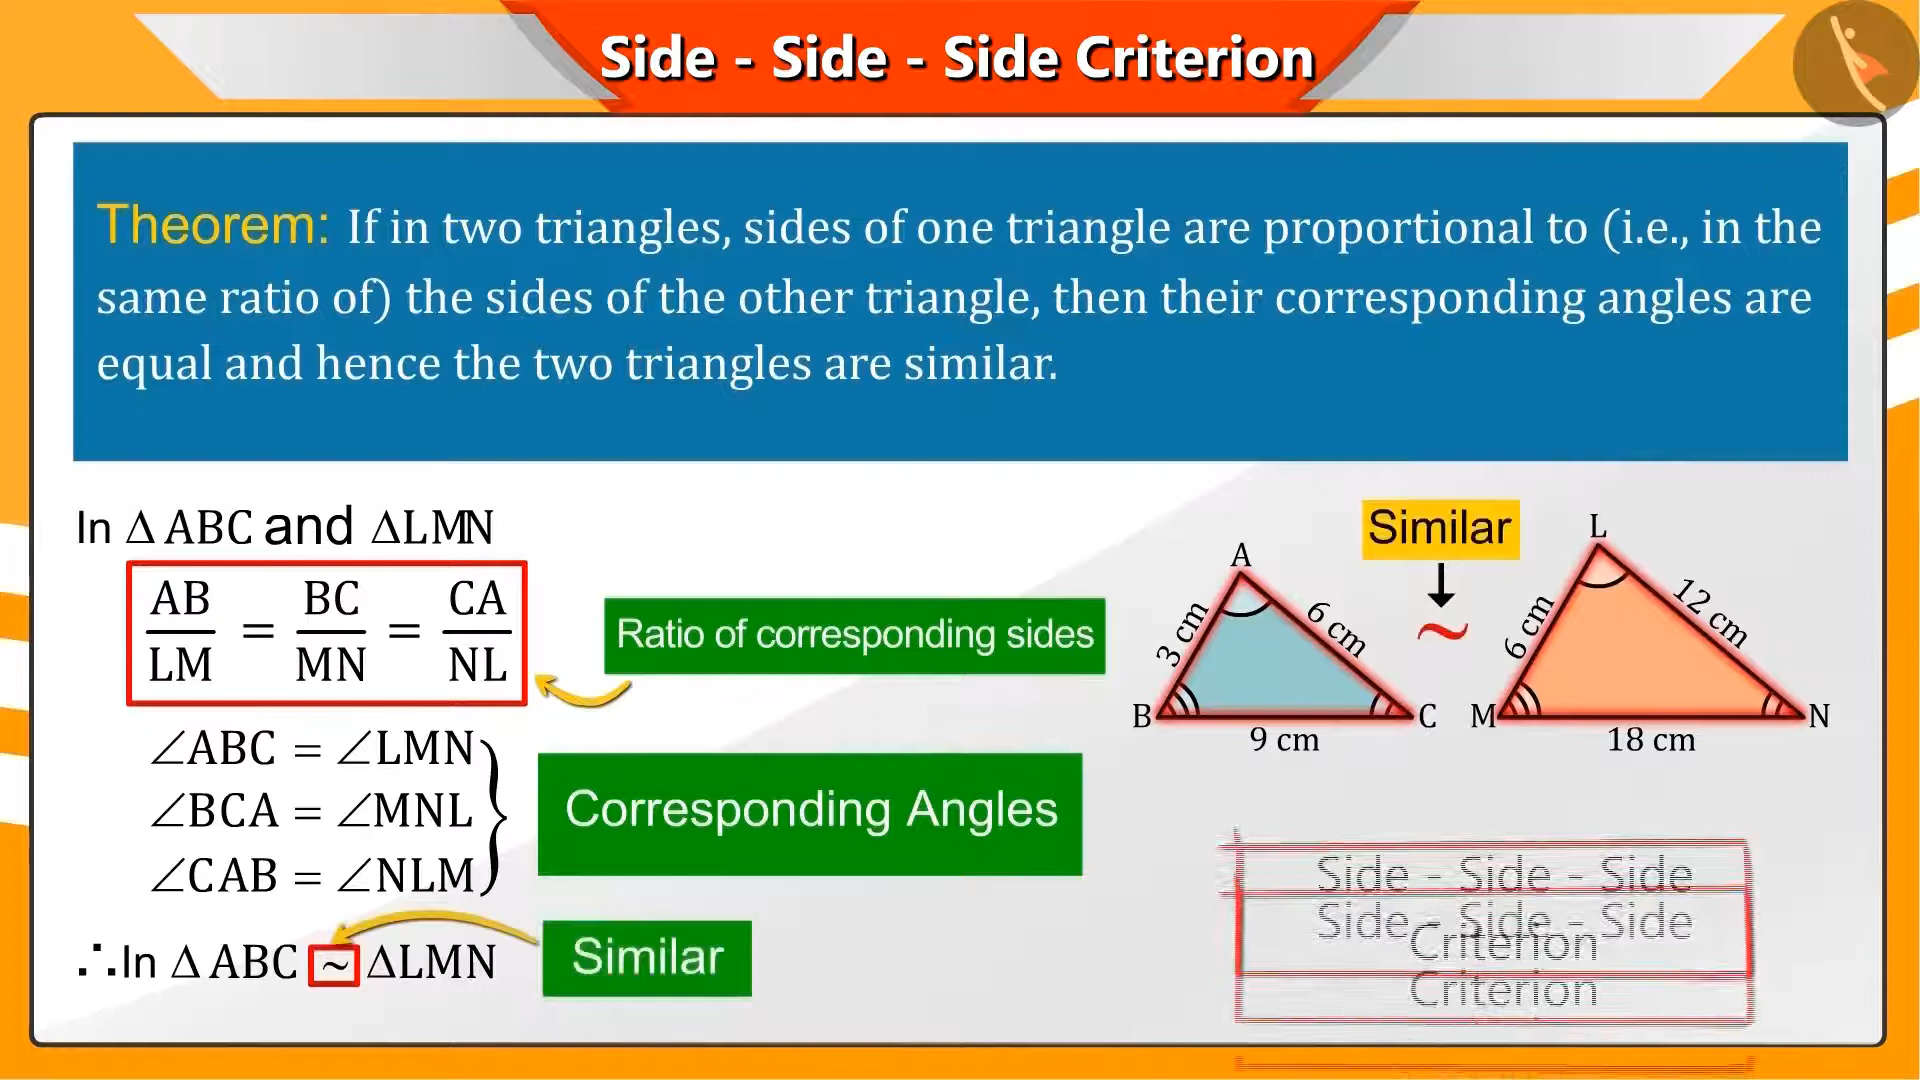 Side - Side - Side Criterion
Theorem: If in two triangles, sides of one triangle are proportional to (i.e., in the
same ratio of) the sides of the other triangle, then their corresponding angles are
equal and hence the two triangles are similar.
In Δ ABC and ΔLMN
AB/LM = BC/MN = CA/NL
Ratio of corresponding sides
∠ABC = ∠LMN
∠BCA = ∠MNL
∠CAB = ∠NLM
Corresponding Angles
∴In Δ ABC ~ ΔLMN
Similar
Similar
~
A
3 cm
6 cm
B
C
9 cm
L
6 cm
12 cm
M
N
18 cm
Side - Side - Side
Side - Side - Side
Criterion
Criterion